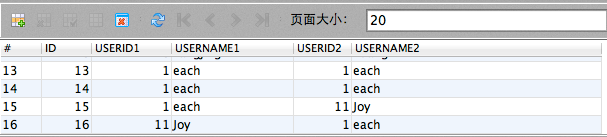 页面大小： 20
# ID USERID1 USERNAME1 USERID2 USERNAME2
13 13 1 each 1 each
14 14 1 each 1 each
15 15 1 each 11 Joy
16 16 11 Joy 1 each